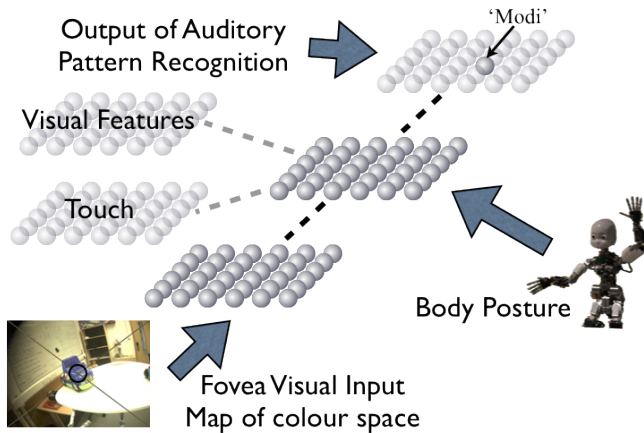 ‘Modi’
Output of Auditory
Pattern Recognition
Visual Features
Touch
Body Posture
Fovea Visual Input
Map of colour space